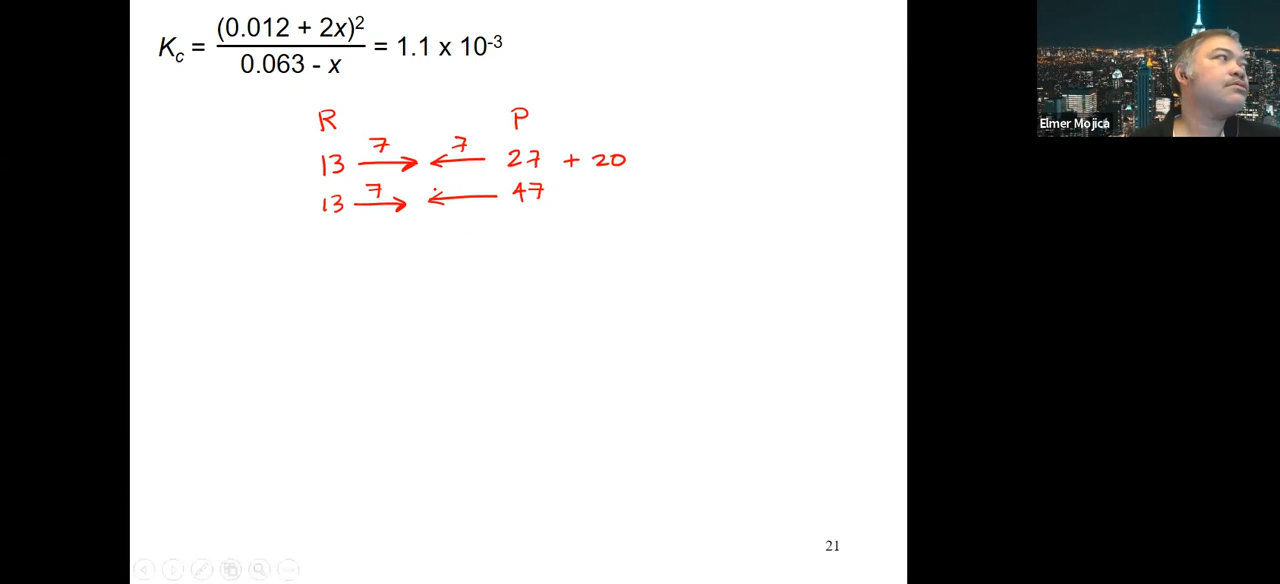 Kc = (0.012 + 2x)² / 0.063 - x = 1.1 x 10⁻³
R P
13 7→ ←7 27 + 20
13 7→ ← 47
Elmer Mojica
21